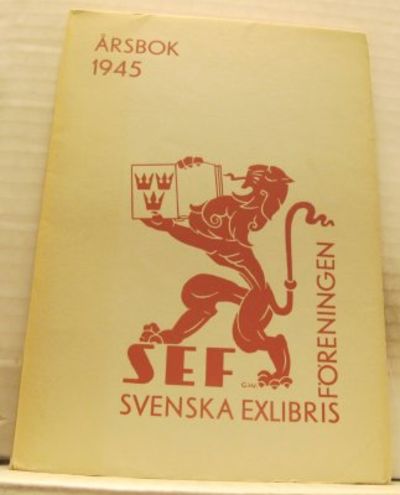 ÅRSBOK
1945
SEF
SVENSKA EXLIBRIS
FÖRENINGEN